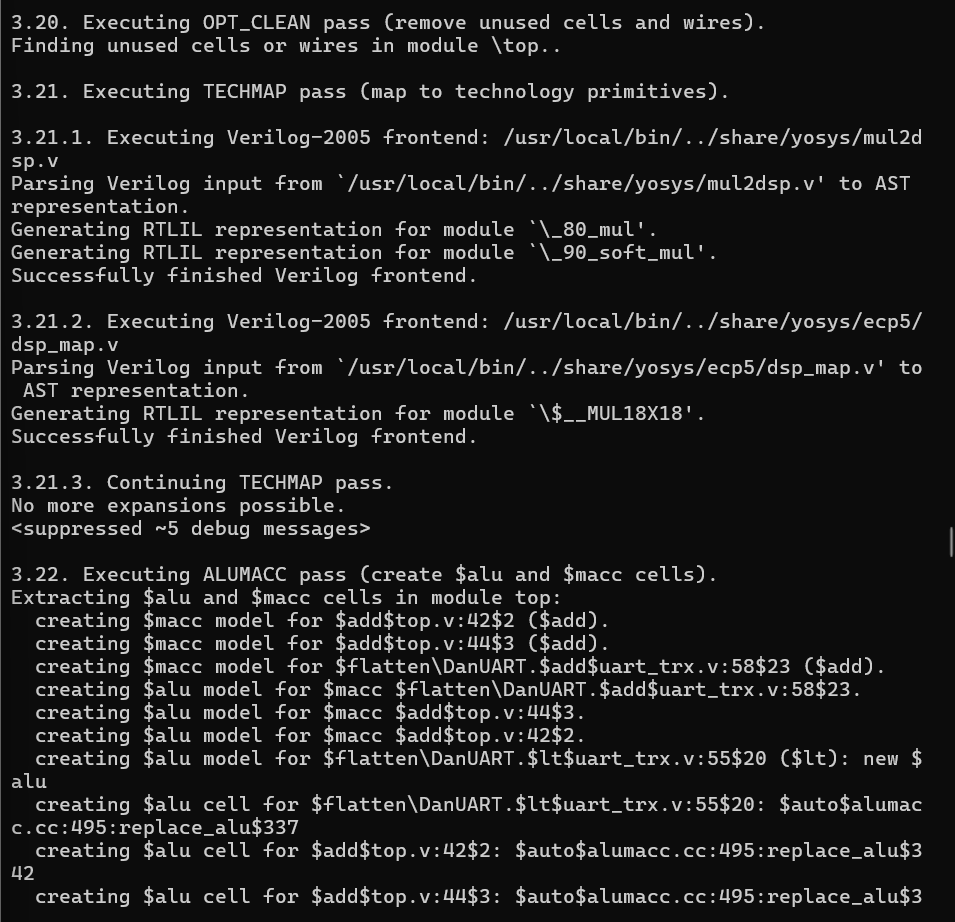 3.20. Executing OPT_CLEAN pass (remove unused cells and wires).
Finding unused cells or wires in module \top..
3.21. Executing TECHMAP pass (map to technology primitives).
3.21.1. Executing Verilog-2005 frontend: /usr/local/bin/../share/yosys/mul2d
sp.v
Parsing Verilog input from `/usr/local/bin/../share/yosys/mul2dsp.v' to AST
representation.
Generating RTLIL representation for module `\_80_mul'.
Generating RTLIL representation for module `\_90_soft_mul'.
Successfully finished Verilog frontend.
3.21.2. Executing Verilog-2005 frontend: /usr/local/bin/../share/yosys/ecp5/
dsp_map.v
Parsing Verilog input from `/usr/local/bin/../share/yosys/ecp5/dsp_map.v' to
 AST representation.
Generating RTLIL representation for module `\$__MUL18X18'.
Successfully finished Verilog frontend.
3.21.3. Continuing TECHMAP pass.
No more expansions possible.
<suppressed ~5 debug messages>
3.22. Executing ALUMACC pass (create $alu and $macc cells).
Extracting $alu and $macc cells in module top:
  creating $macc model for $add$top.v:42$2 ($add).
  creating $macc model for $add$top.v:44$3 ($add).
  creating $macc model for $flatten\DanUART.$add$uart_trx.v:58$23 ($add).
  creating $alu model for $macc $flatten\DanUART.$add$uart_trx.v:58$23.
  creating $alu model for $macc $add$top.v:44$3.
  creating $alu model for $macc $add$top.v:42$2.
  creating $alu model for $flatten\DanUART.$lt$uart_trx.v:55$20 ($lt): new $
alu
  creating $alu cell for $flatten\DanUART.$lt$uart_trx.v:55$20: $auto$alumac
c.cc:495:replace_alu$337
  creating $alu cell for $add$top.v:42$2: $auto$alumacc.cc:495:replace_alu$3
42
  creating $alu cell for $add$top.v:44$3: $auto$alumacc.cc:495:replace_alu$3